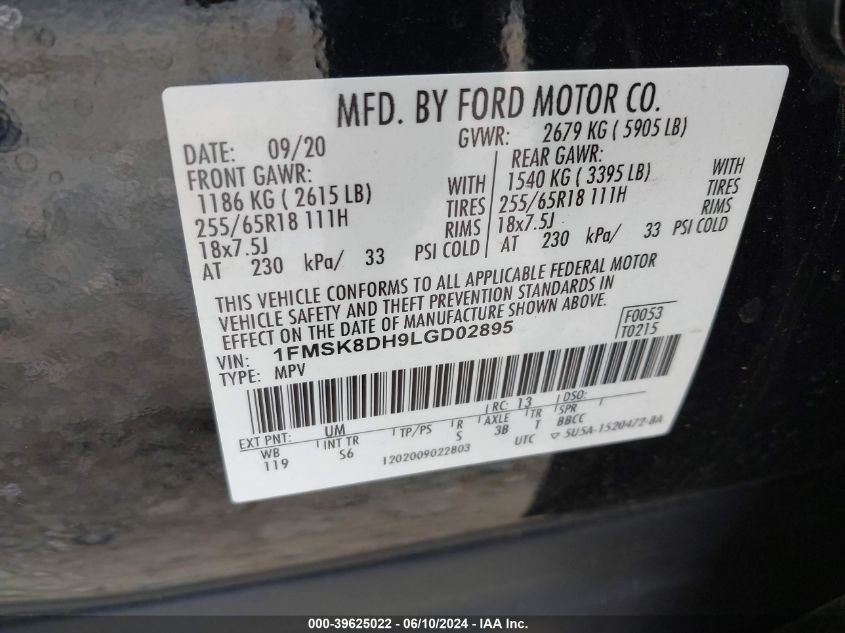 MFD. BY FORD MOTOR CO.
DATE: 09/20 GVWR: 2679 KG ( 5905 LB)
FRONT GAWR: REAR GAWR:
1186 KG ( 2615 LB) WITH 1540 KG ( 3395 LB) WITH
255/65R18 111H TIRES 255/65R18 111H TIRES
18x7.5J RIMS 18x7.5J RIMS
AT 230 kPa/ 33 PSI COLD AT 230 kPa/ 33 PSI COLD
THIS VEHICLE CONFORMS TO ALL APPLICABLE FEDERAL MOTOR
VEHICLE SAFETY AND THEFT PREVENTION STANDARDS IN
EFFECT ON THE DATE OF MANUFACTURE SHOWN ABOVE.
F0053
T0215
VIN: 1FMSK8DH9LGD02895
TYPE: MPV
EXT PNT: UM RC: 13 DSO:
WB INT TR TP/PS R AXLE TR SPR
119 S6 S 3B T BBCC
1202009022803 UTC ▽ 5U5A-1520472-BA
000-39625022 - 06/10/2024 - IAA Inc.